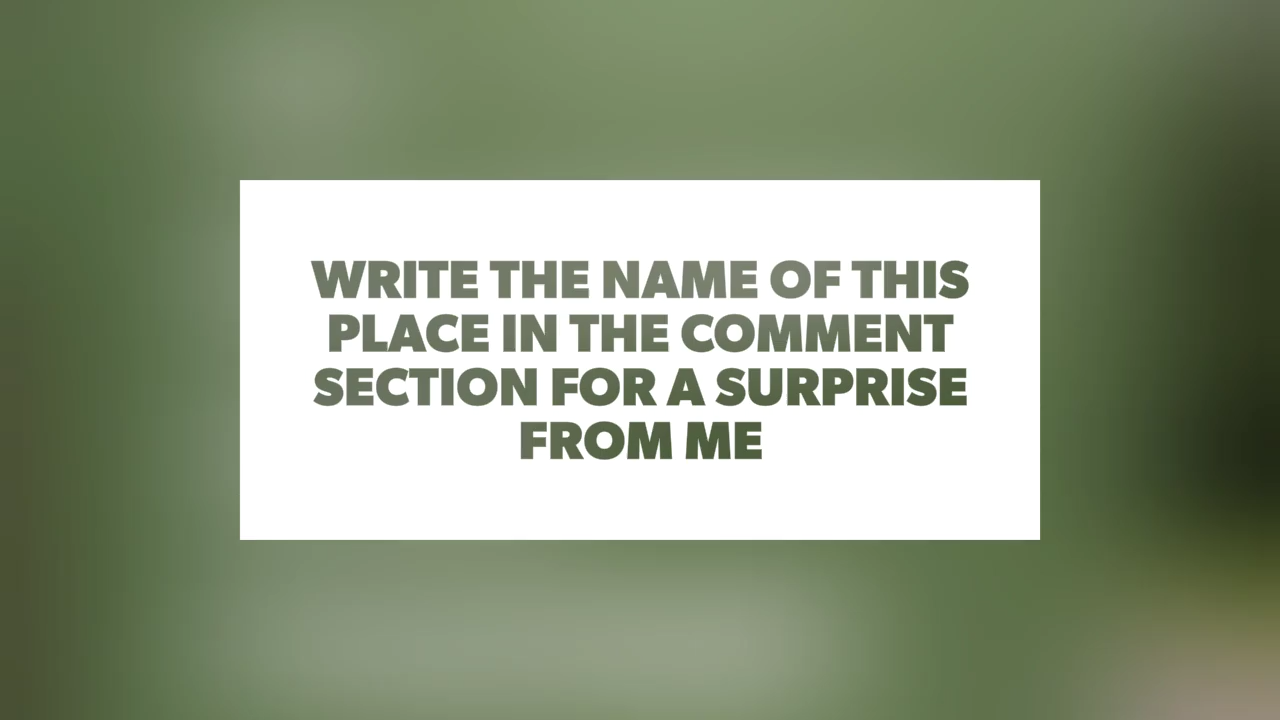 WRITE THE NAME OF THIS
PLACE IN THE COMMENT
SECTION FOR A SURPRISE
FROM ME